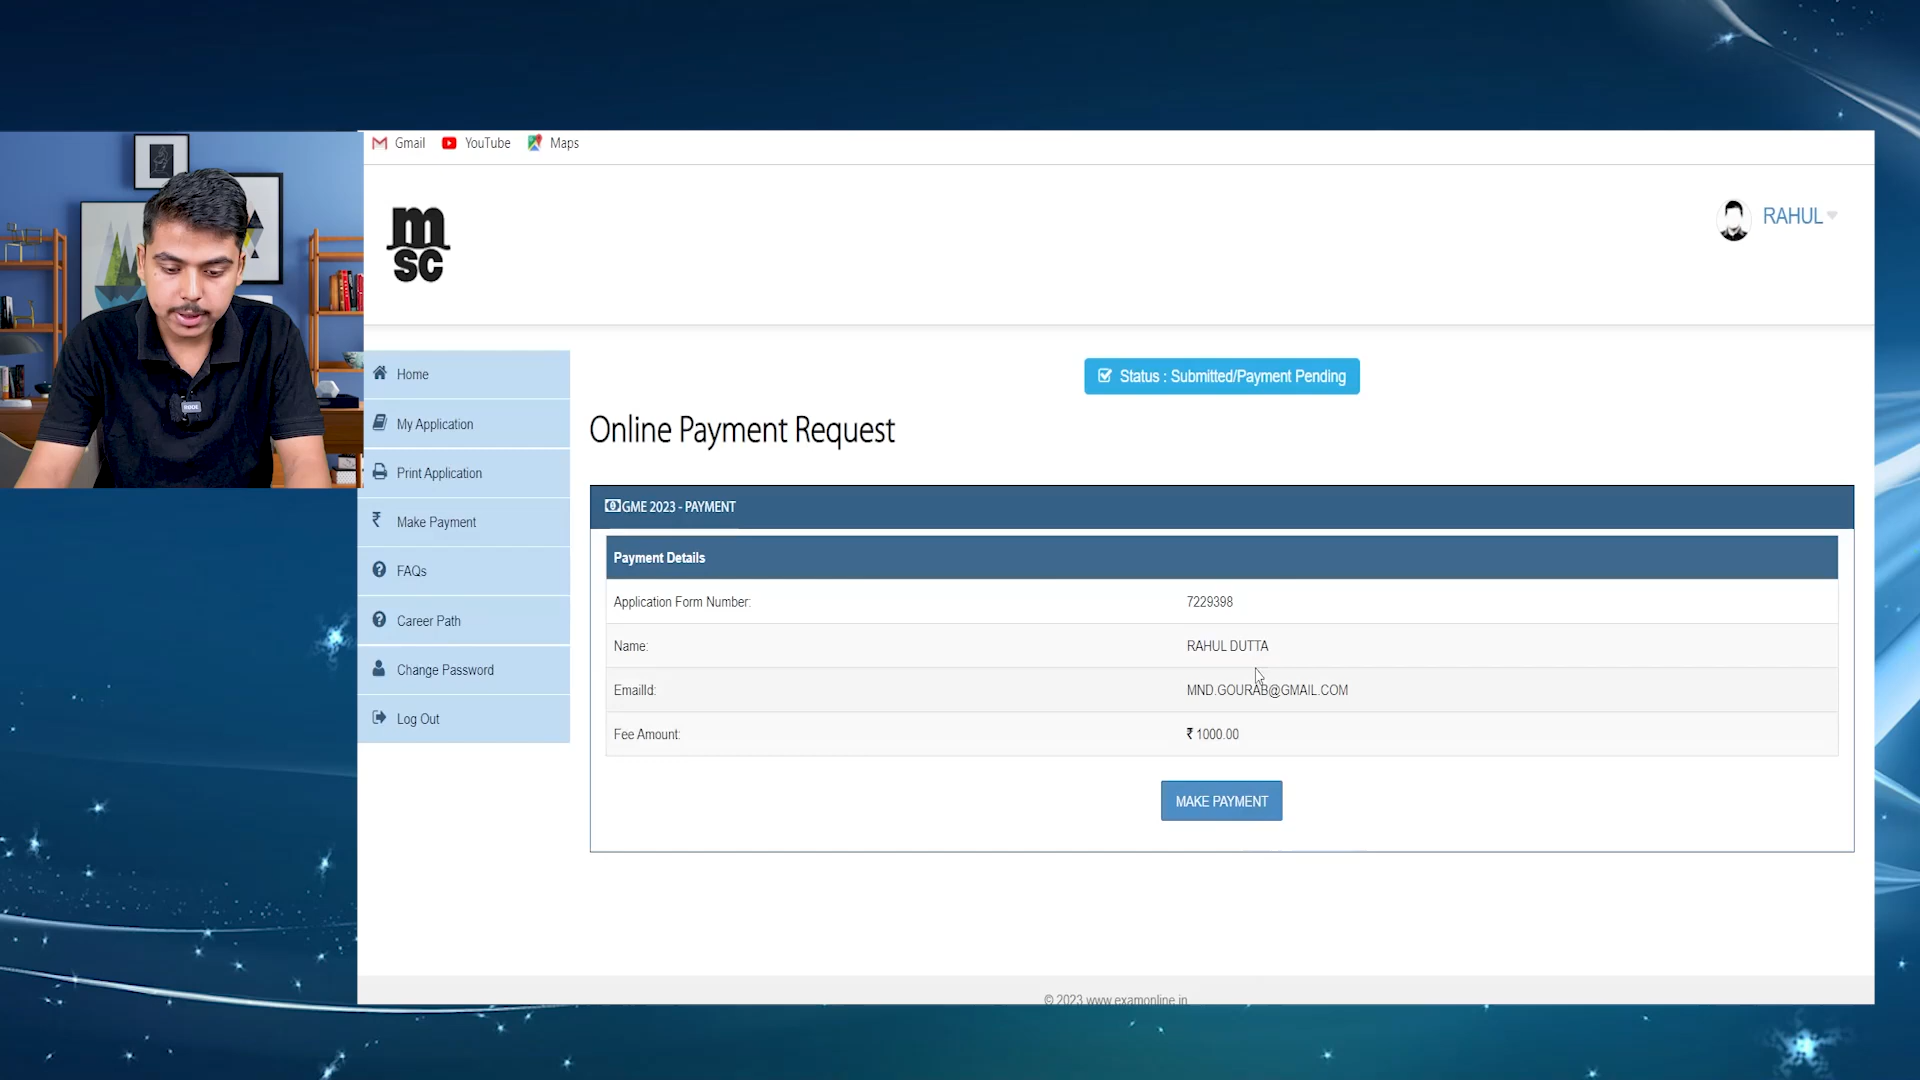 Gmail YouTube Maps
msc
RAHUL
Home
My Application
Print Application
Make Payment
FAQs
Career Path
Change Password
Log Out
Status : Submitted/Payment Pending
Online Payment Request
GME 2023 - PAYMENT
Payment Details
Application Form Number: 7229398
Name: RAHUL DUTTA
EmailId: MND.GOURAB@GMAIL.COM
Fee Amount: ₹ 1000.00
MAKE PAYMENT
© 2023 www.examonline.in
RODE